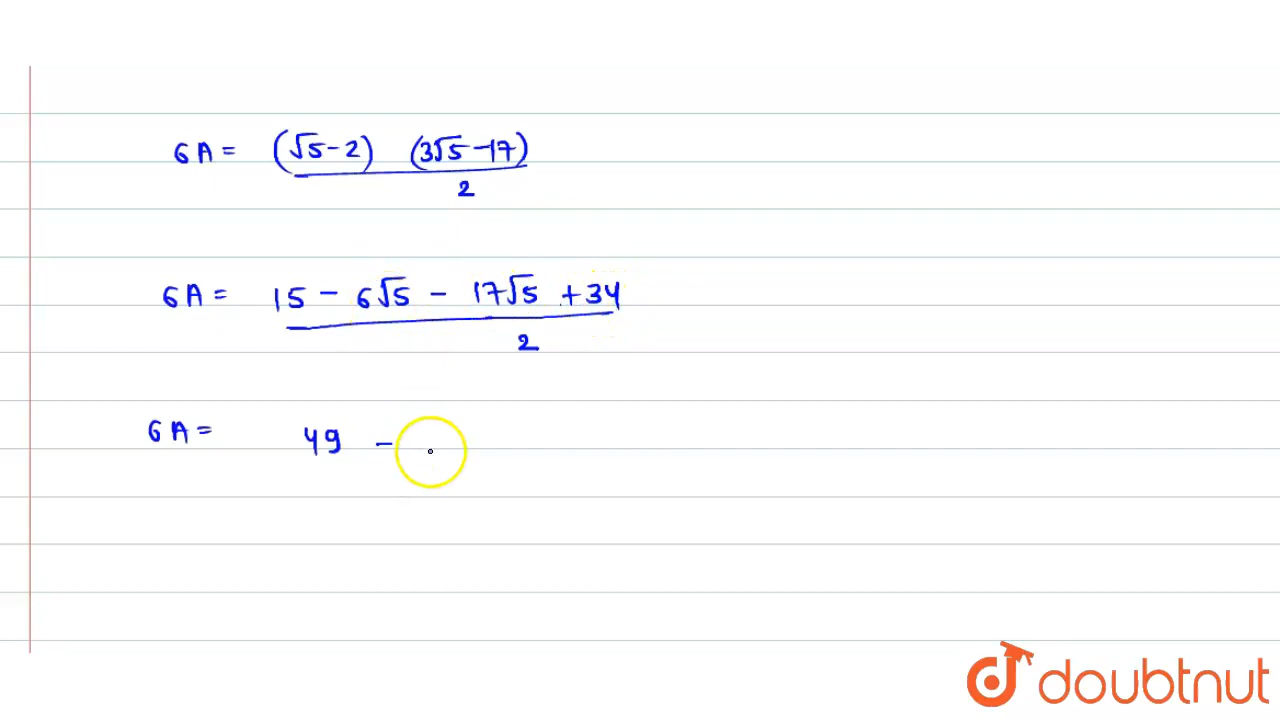 6A = (√5-2) (3√5-17)
2
6A = 15 - 6√5 - 17√5 + 34
2
6A = 49 -
doubtnut